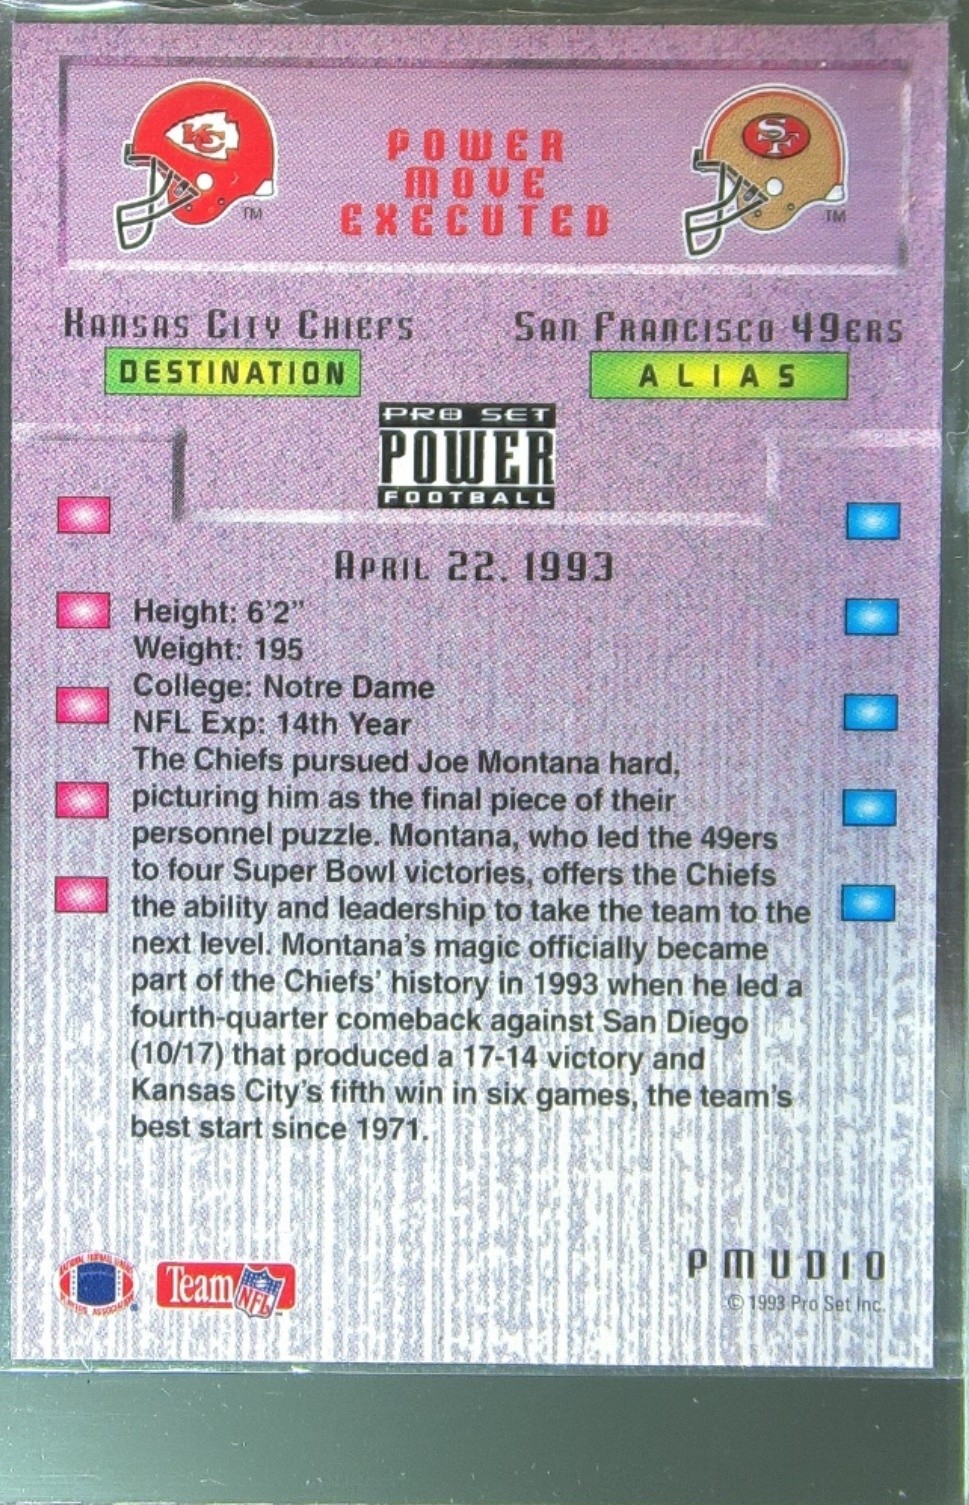 KC
TM
POWER
MOVE
EXECUTED
SF
TM
KANSAS CITY CHIEFS
DESTINATION
SAN FRANCISCO 49ERS
ALIAS
PRO SET
POWER
FOOTBALL
APRIL 22, 1993
Height: 6'2"
Weight: 195
College: Notre Dame
NFL Exp: 14th Year
The Chiefs pursued Joe Montana hard,
picturing him as the final piece of their
personnel puzzle. Montana, who led the 49ers
to four Super Bowl victories, offers the Chiefs
the ability and leadership to take the team to the
next level. Montana's magic officially became
part of the Chiefs' history in 1993 when he led a
fourth-quarter comeback against San Diego
(10/17) that produced a 17-14 victory and
Kansas City's fifth win in six games, the team's
best start since 1971.
Team NFL
PMUD10
© 1993 Pro Set Inc.